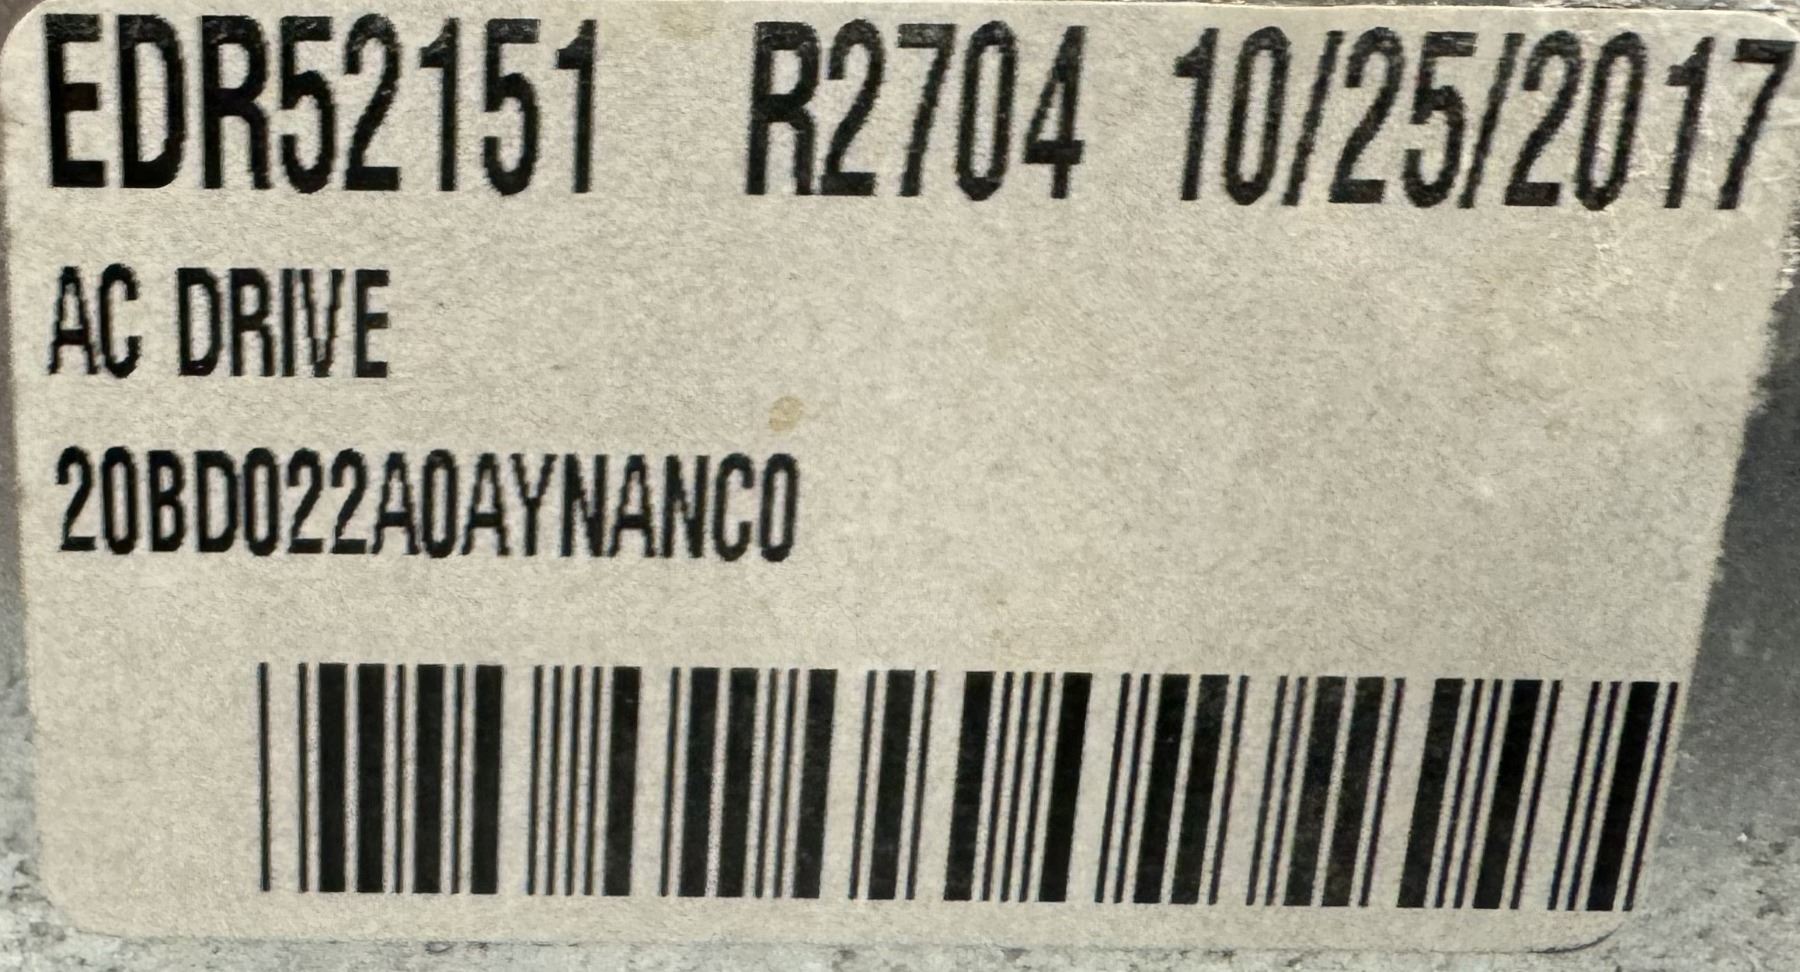 EDR52151 R2704 10/25/2017
AC DRIVE
20BD022A0AYNANC0